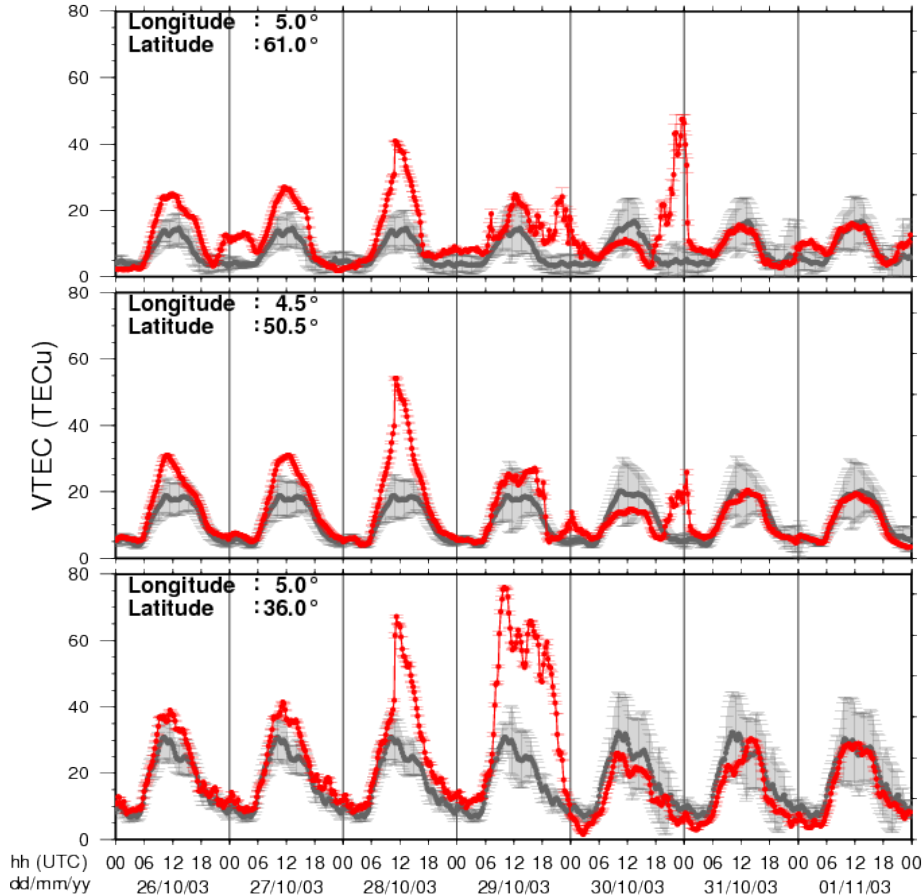 80
60
40
20
0
Longitude : 5.0°
Latitude :61.0°
80
60
40
20
0
Longitude : 4.5°
Latitude :50.5°
VTEC (TECu)
80
60
40
20
0
Longitude : 5.0°
Latitude :36.0°
hh (UTC) 00 06 12 18 00 06 12 18 00 06 12 18 00 06 12 18 00 06 12 18 00 06 12 18 00 06 12 18 00
dd/mm/yy 26/10/03 27/10/03 28/10/03 29/10/03 30/10/03 31/10/03 01/11/03